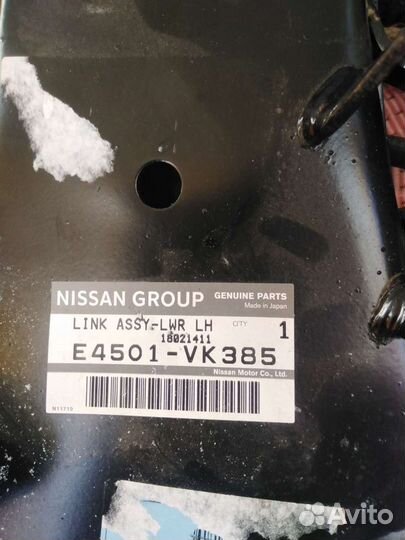 NISSAN GROUP GENUINE PARTS
Made in Japan
LINK ASSY-LWR LH QTY 1
18021411
E4501-VK385
Nissan Motor Co., Ltd.
N11719
Avito